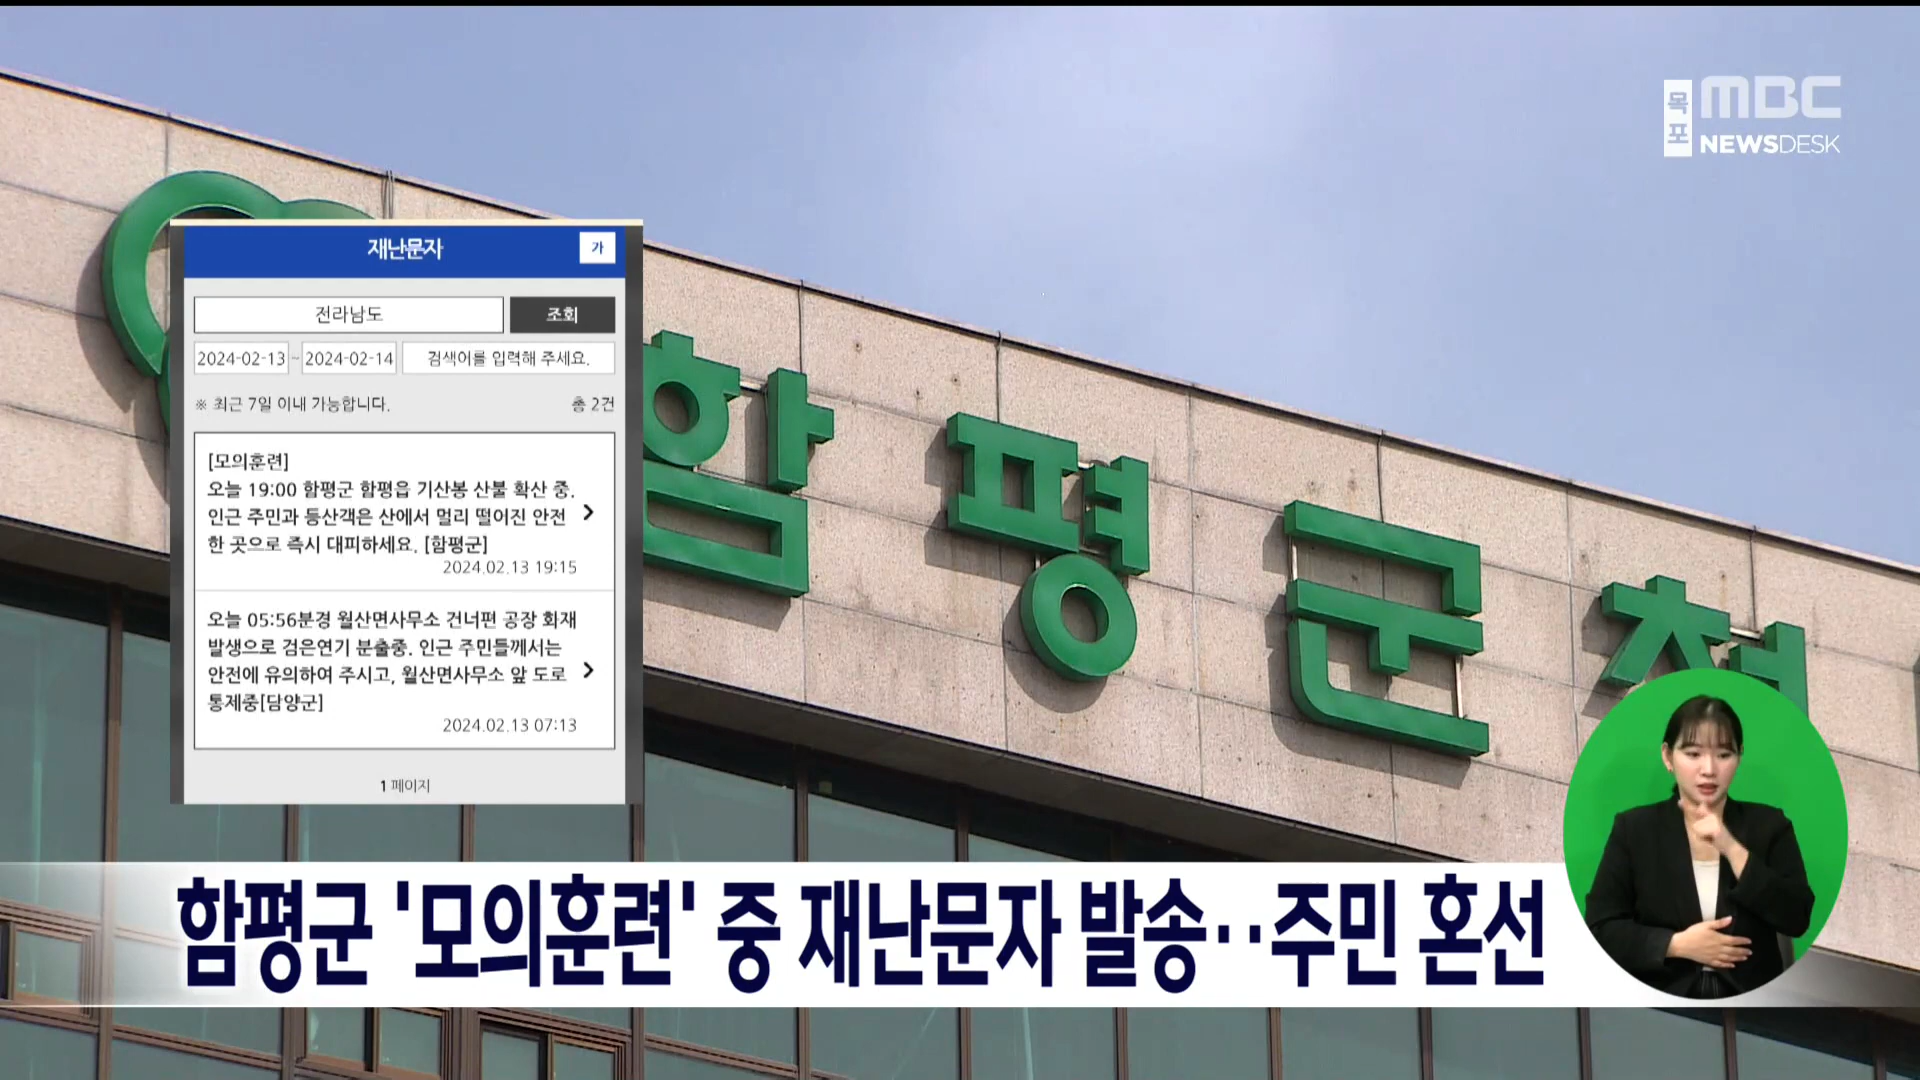 목포
MBC
NEWSDESK
재난문자
가
전라남도
조회
2024-02-13 ~ 2024-02-14
검색어를 입력해 주세요.
※ 최근 7일 이내 가능합니다.
총 2건
[모의훈련]
오늘 19:00 함평군 함평읍 기산봉 산불 확산 중.
인근 주민과 등산객은 산에서 멀리 떨어진 안전
한 곳으로 즉시 대피하세요. [함평군]
2024.02.13 19:15
오늘 05:56분경 월산면사무소 건너편 공장 화재
발생으로 검은연기 분출중. 인근 주민들께서는
안전에 유의하여 주시고, 월산면사무소 앞 도로
통제중[담양군]
2024.02.13 07:13
1 페이지
함평군
함평군 '모의훈련' 중 재난문자 발송‥주민 혼선